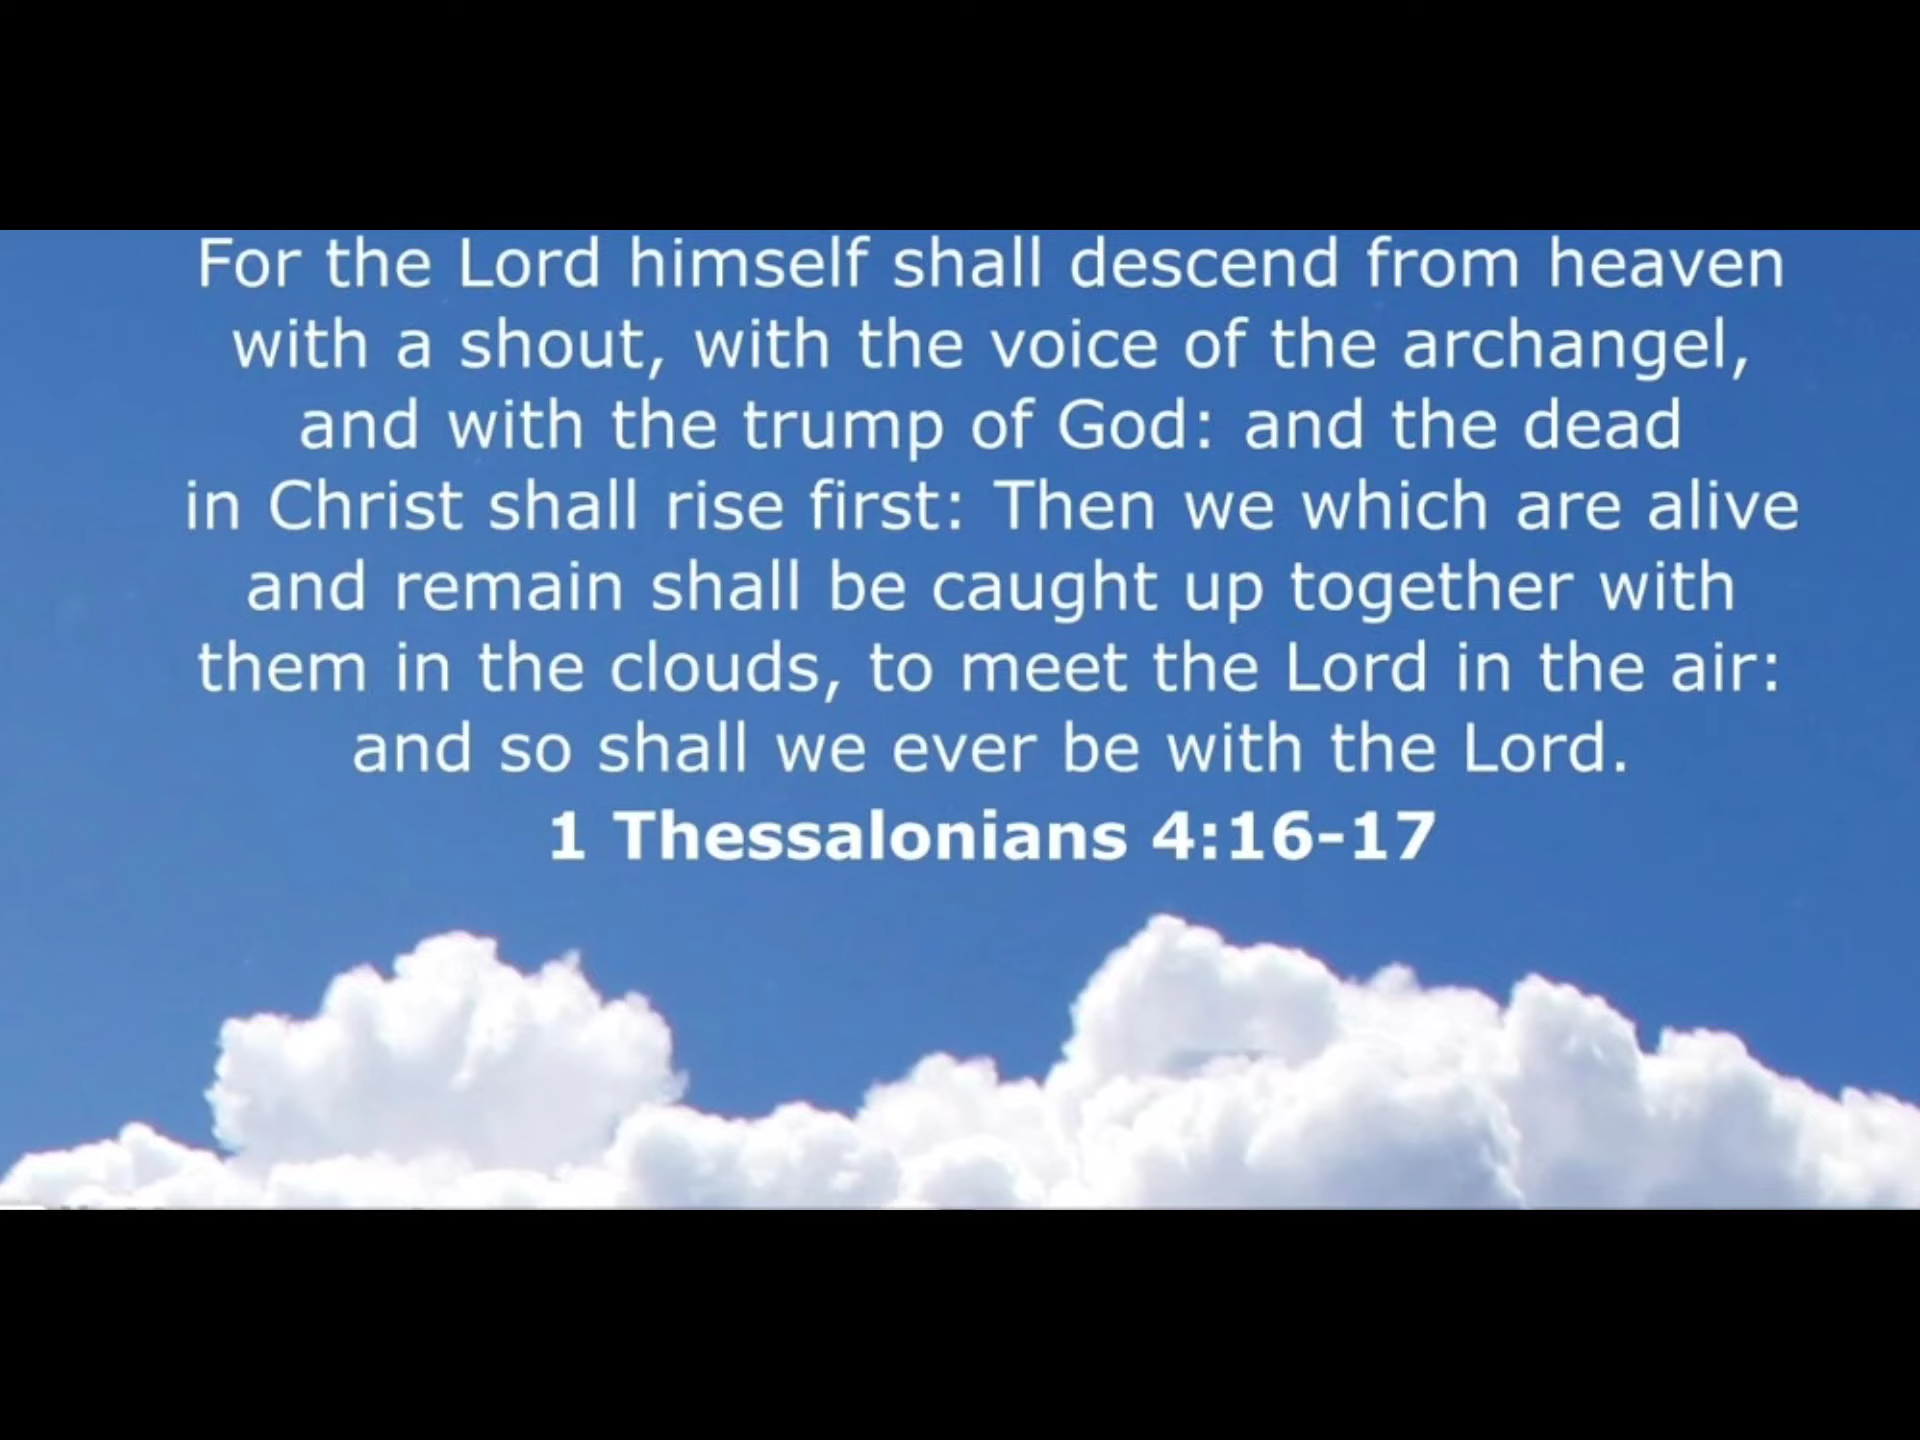 For the Lord himself shall descend from heaven
with a shout, with the voice of the archangel,
and with the trump of God: and the dead
in Christ shall rise first: Then we which are alive
and remain shall be caught up together with
them in the clouds, to meet the Lord in the air:
and so shall we ever be with the Lord.
1 Thessalonians 4:16-17